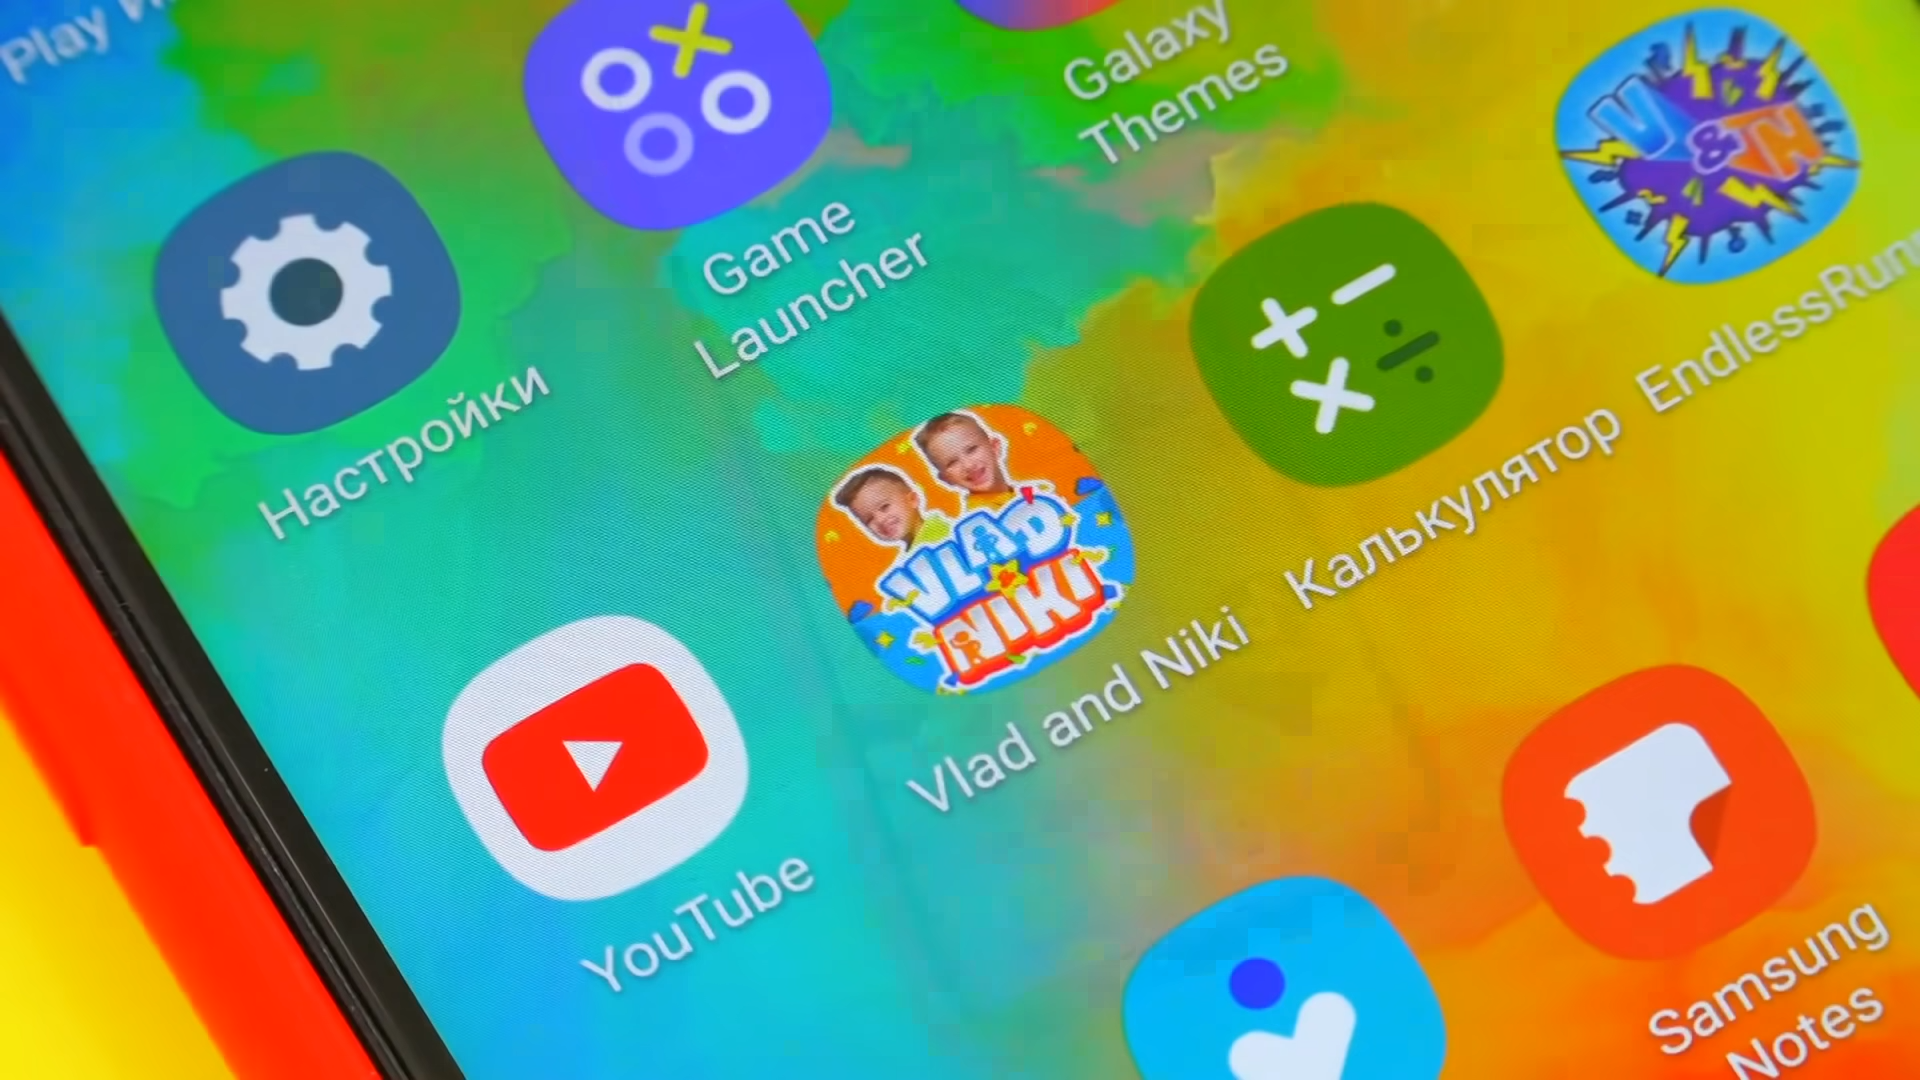 Play
Galaxy
Themes
Game
Launcher
Настройки
V & N
EndlessRun
Калькулятор
VLAD
NIKI
Vlad and Niki
YouTube
Samsung
Notes